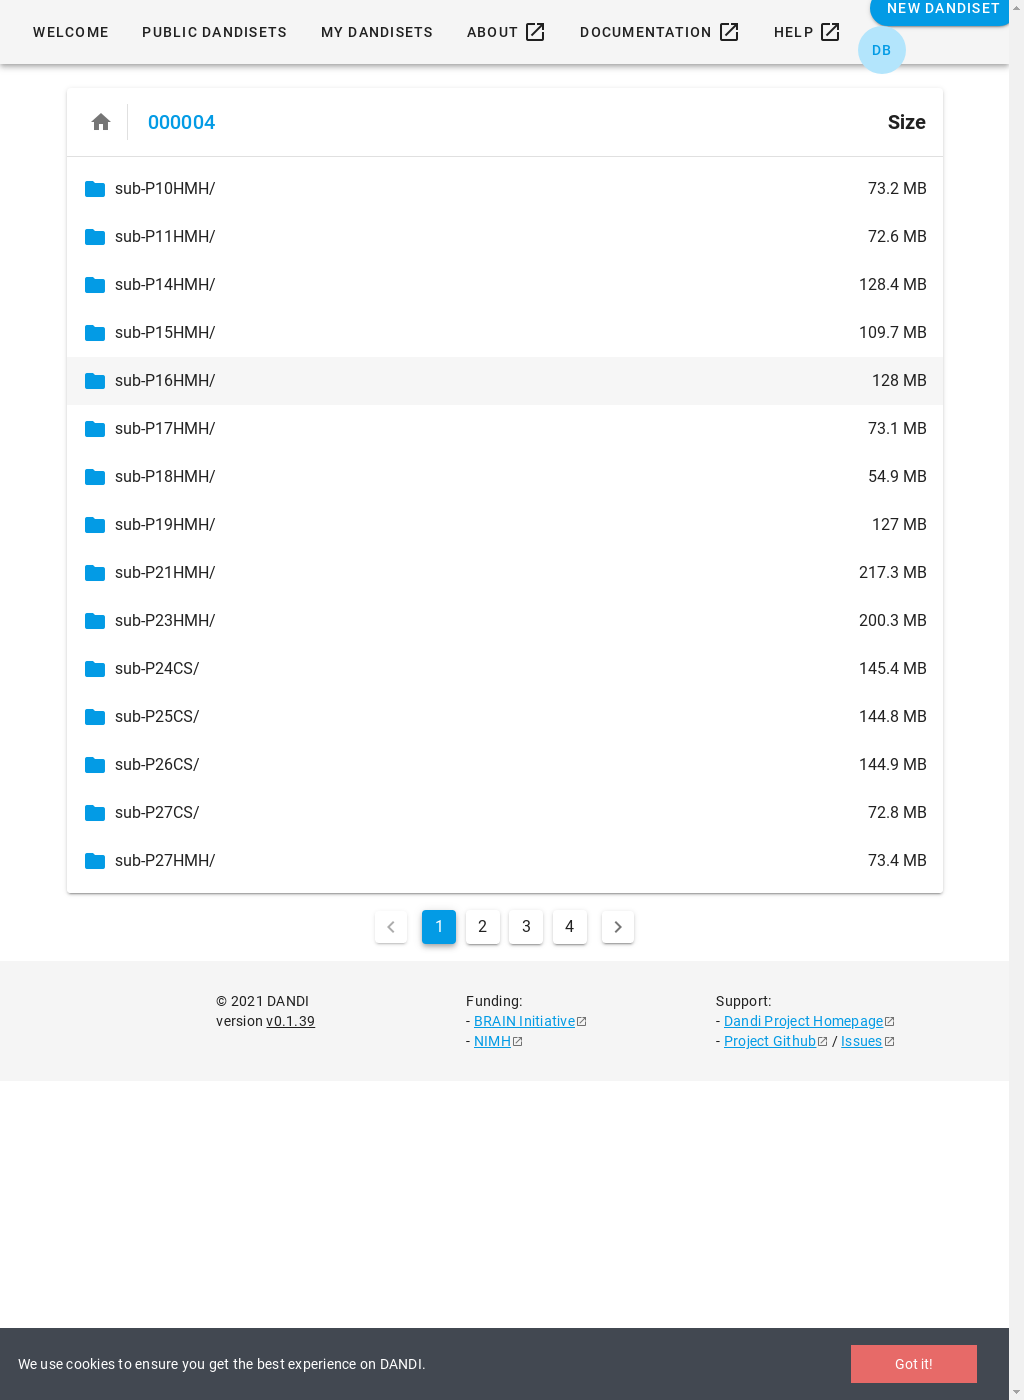 NEW DANDISET
WELCOME PUBLIC DANDISETS MY DANDISETS ABOUT DOCUMENTATION HELP
DB
000004 Size
sub-P10HMH/ 73.2 MB
sub-P11HMH/ 72.6 MB
sub-P14HMH/ 128.4 MB
sub-P15HMH/ 109.7 MB
sub-P16HMH/ 128 MB
sub-P17HMH/ 73.1 MB
sub-P18HMH/ 54.9 MB
sub-P19HMH/ 127 MB
sub-P21HMH/ 217.3 MB
sub-P23HMH/ 200.3 MB
sub-P24CS/ 145.4 MB
sub-P25CS/ 144.8 MB
sub-P26CS/ 144.9 MB
sub-P27CS/ 72.8 MB
sub-P27HMH/ 73.4 MB
1 2 3 4
© 2021 DANDI
version v0.1.39
Funding:
- BRAIN Initiative
- NIMH
Support:
- Dandi Project Homepage
- Project Github / Issues
We use cookies to ensure you get the best experience on DANDI. Got it!